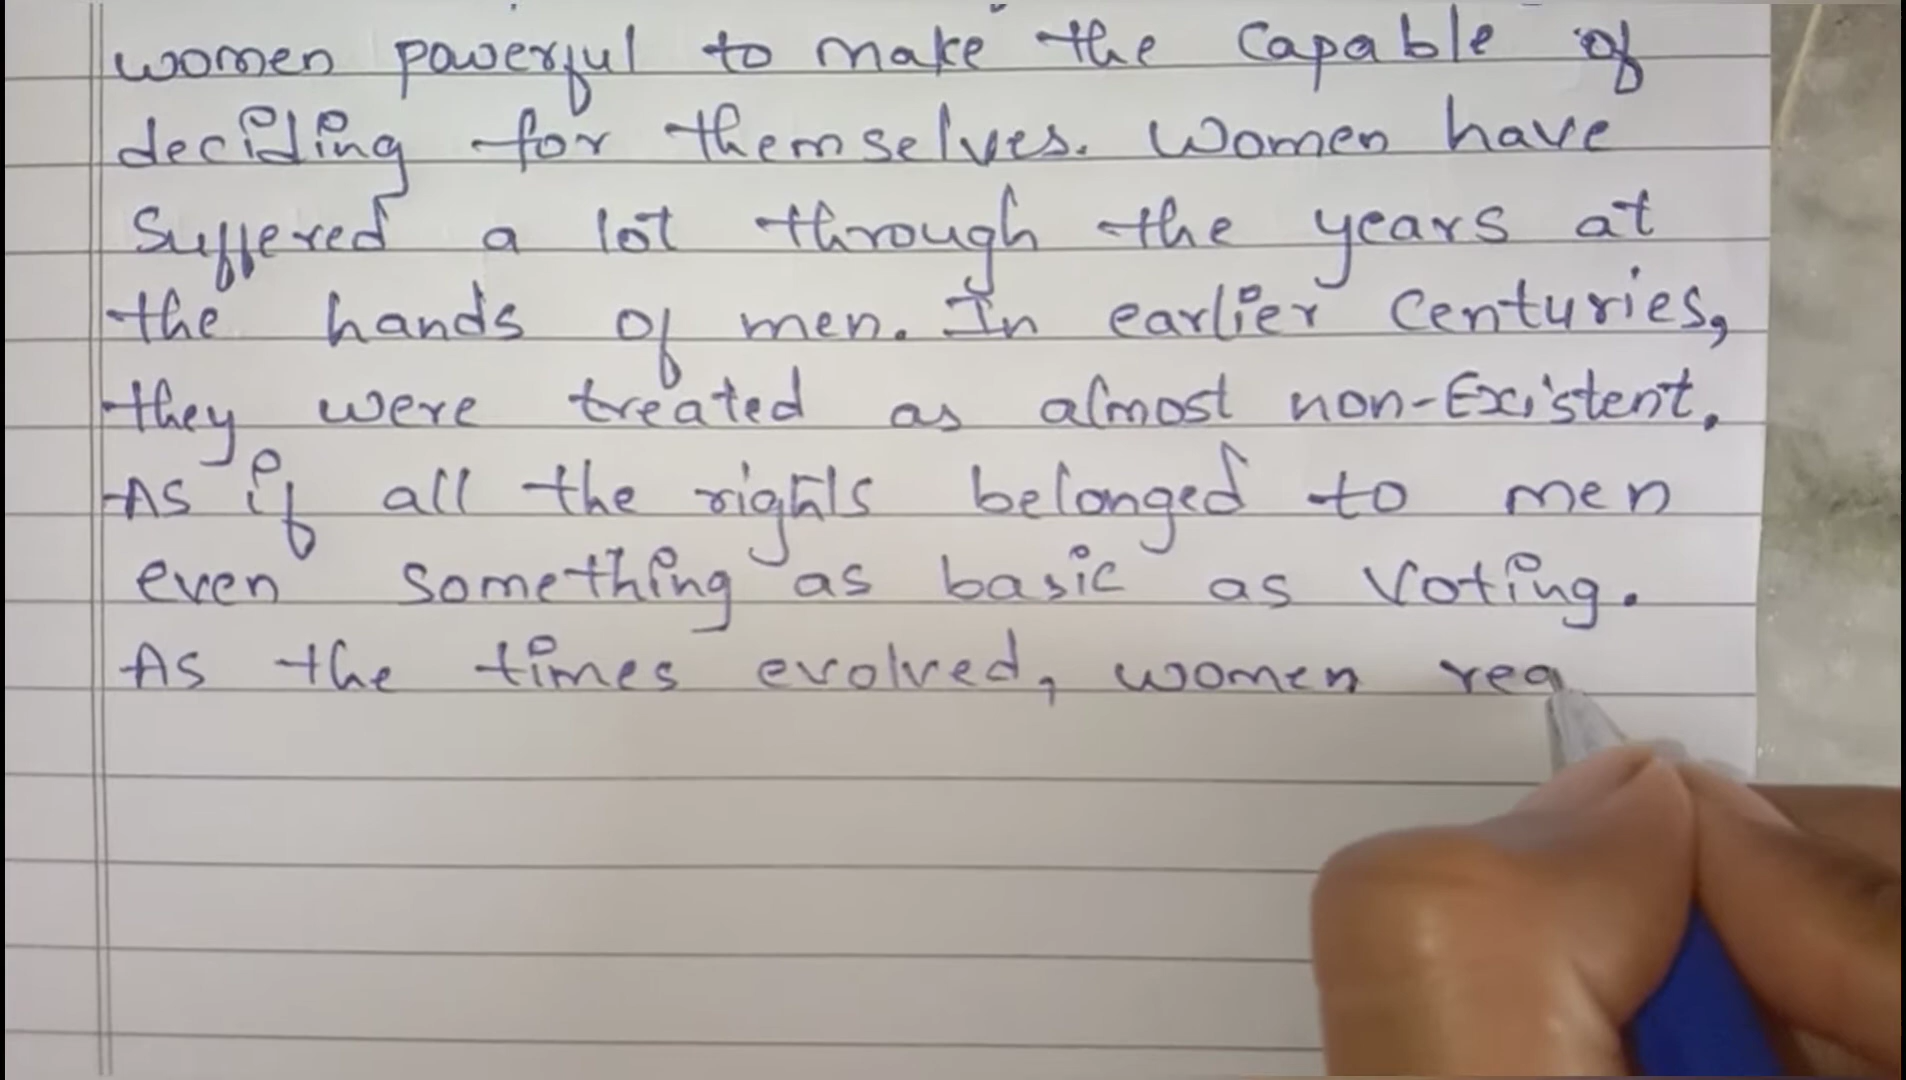 women powerful to make the capable of
deciding for themselves. Women have
Suffered a lot through the years at
the hands of men. In earlier centuries,
they were treated as almost non-Existent.
As if all the rights belonged to men
even something as basic as Voting.
As the times evolved, women rea